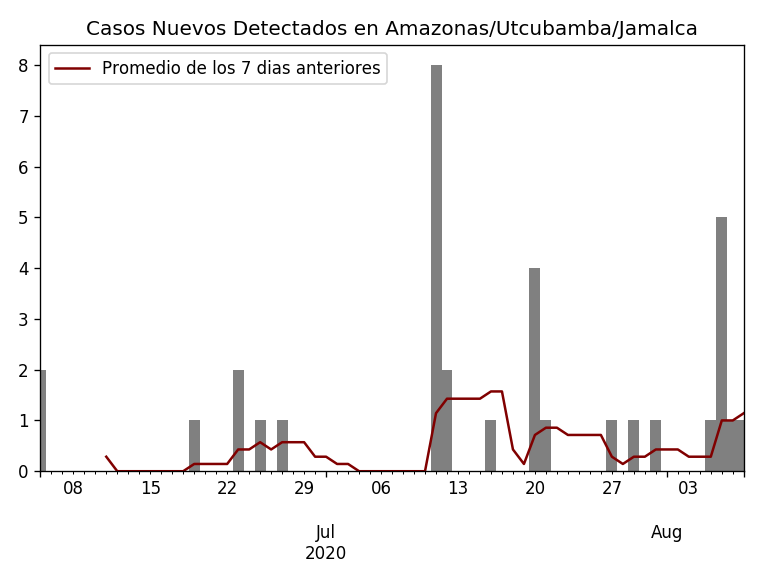 Casos Nuevos Detectados en Amazonas/Utcubamba/Jamalca
Promedio de los 7 dias anteriores
8
7
6
5
4
3
2
1
0
08 15 22 29 06 13 20 27 03
Jul Aug
2020